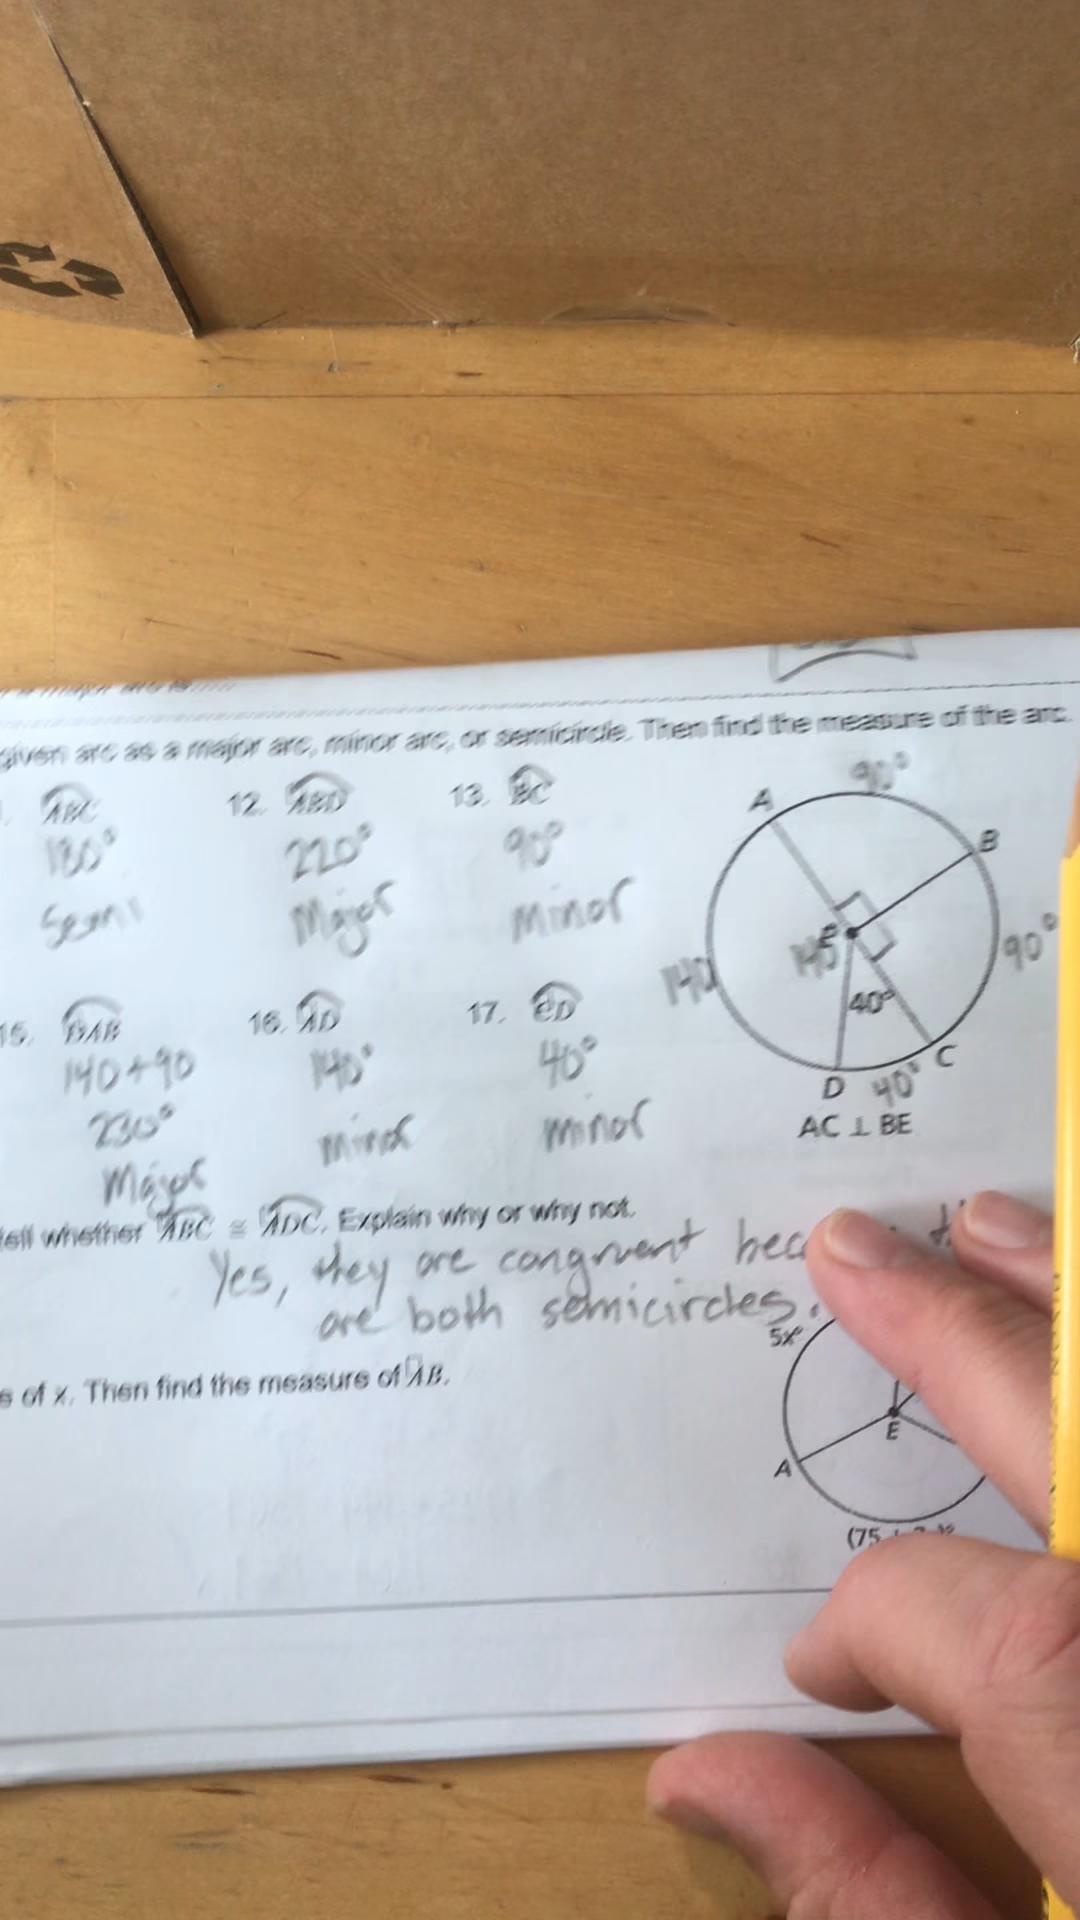 given arc as a major arc, minor arc, or semicircle. Then find the measure of the arc.
ABC 12. ABD 13. BC
180° 220° 90°
Semi Major minor
15. DAB 16. AD 17. CD
140+90 140° 40°
230° minor minor
Major
A 90° B
P
140 140 90°
40°
D 40° C
AC ⊥ BE
tell whether ABC ≅ ADC. Explain why or why not.
Yes, they are congruent
are both semicircles.
of x. Then find the measure of AB.
5x°
E
A
(75